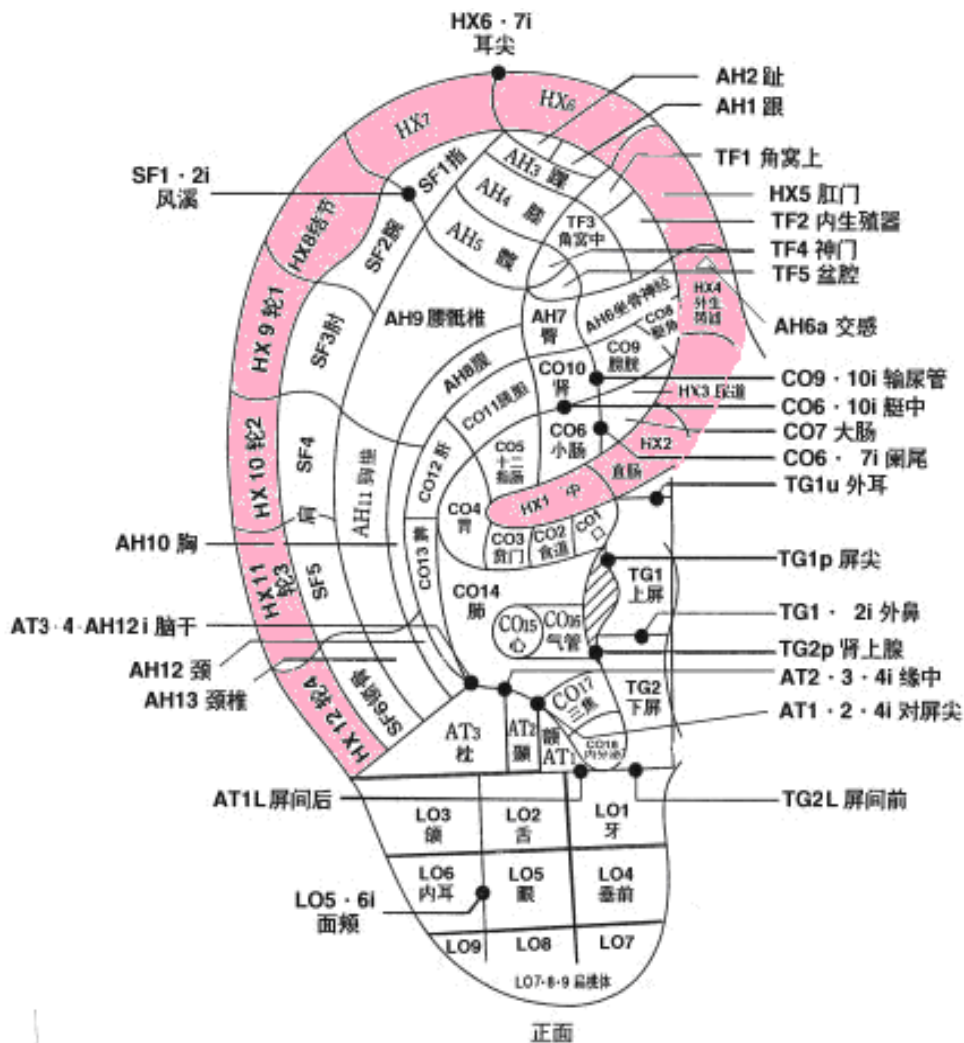 HX6·7i
耳尖
AH2 趾
AH1 跟
TF1 角窝上
HX5 肛门
TF2 内生殖器
TF4 神门
TF5 盆腔
AH6a 交感
CO9·10i 输尿管
CO6·10i 艇中
CO7 大肠
CO6· 7i 阑尾
TG1u 外耳
TG1p 屏尖
TG1· 2i 外鼻
TG2p 肾上腺
AT2·3·4i 缘中
AT1·2·4i 对屏尖
TG2L 屏间前
SF1·2i
风溪
AH10 胸
AT3·4·AH12i 脑干
AH12 颈
AH13 颈椎
AT1L 屏间后
LO5·6i
面颊
HX6
HX7
HX8结节
HX9 轮1
HX10 轮2
HX11
轮3
HX12 轮4
SF1指
SF2腕
SF3肘
SF4
肩
SF5
SF6锁骨
AH3 踝
AH4 膝
AH5 髋
TF3
角窝中
AH6坐骨神经
AH7
臀
AH8腹
AH9 腰骶椎
AH11 胸椎
HX4
外生
CO8
艇角
CO9
膀胱
CO10
肾
CO11胰胆
CO12 肝
CO13 脾
HX3 尿道
HX2
直肠
CO6
小肠
CO5
十二
指肠
HX1 中
CO4
胃
CO3
贲门
CO2
食道
CO1
口
CO14
肺
CO15
心
CO16
气管
TG1
上屏
TG2
下屏
CO17
三焦
CO18
内分泌
AT3
枕
AT2
颞
额
AT1
LO3
LO2
舌
LO1
牙
LO6
内耳
LO5
眼
LO4
垂前
LO9
LO8
LO7
LO7·8·9 扁桃体
正面